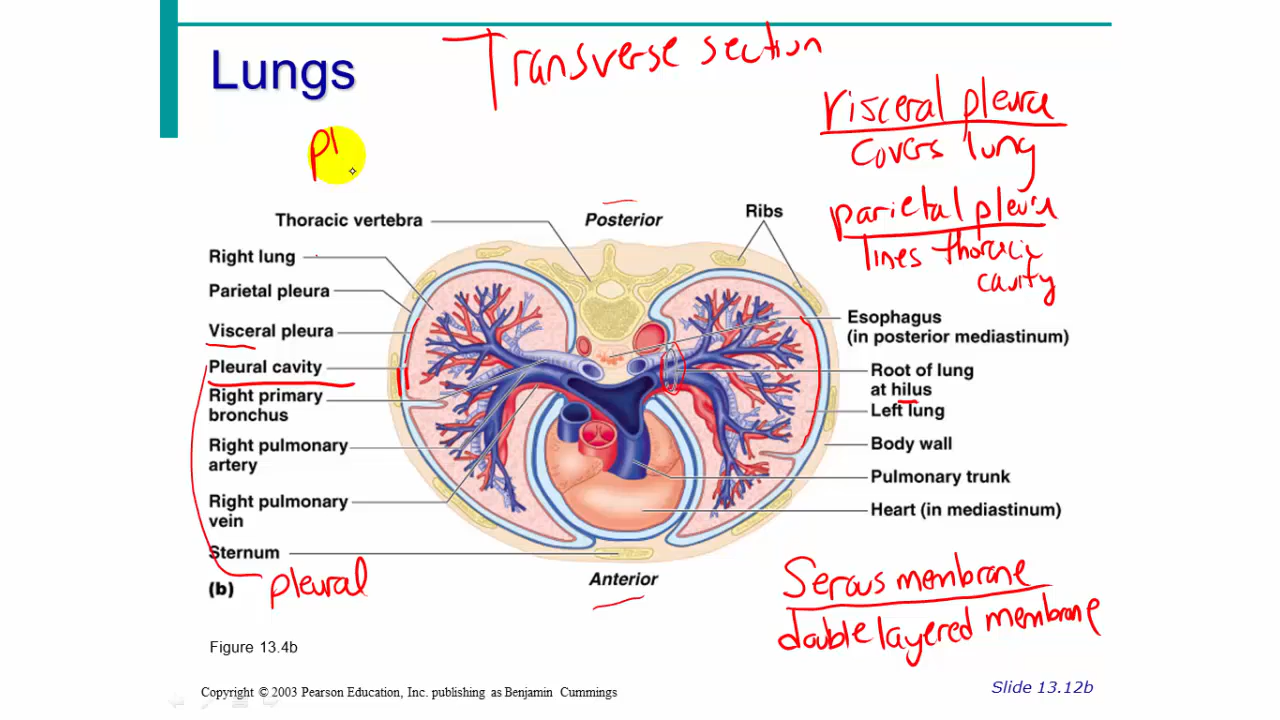 Lungs
Transverse section
pl
visceral pleura
covers lung
parietal pleura
lines thoracic
cavity
Thoracic vertebra
Posterior
Ribs
Right lung
Parietal pleura
Visceral pleura
Pleural cavity
Right primary
bronchus
Right pulmonary
artery
Right pulmonary
vein
Sternum
(b)
pleural
Anterior
Esophagus
(in posterior mediastinum)
Root of lung
at hilus
Left lung
Body wall
Pulmonary trunk
Heart (in mediastinum)
Serous membrane
double layered membrane
Figure 13.4b
Copyright © 2003 Pearson Education, Inc. publishing as Benjamin Cummings
Slide 13.12b